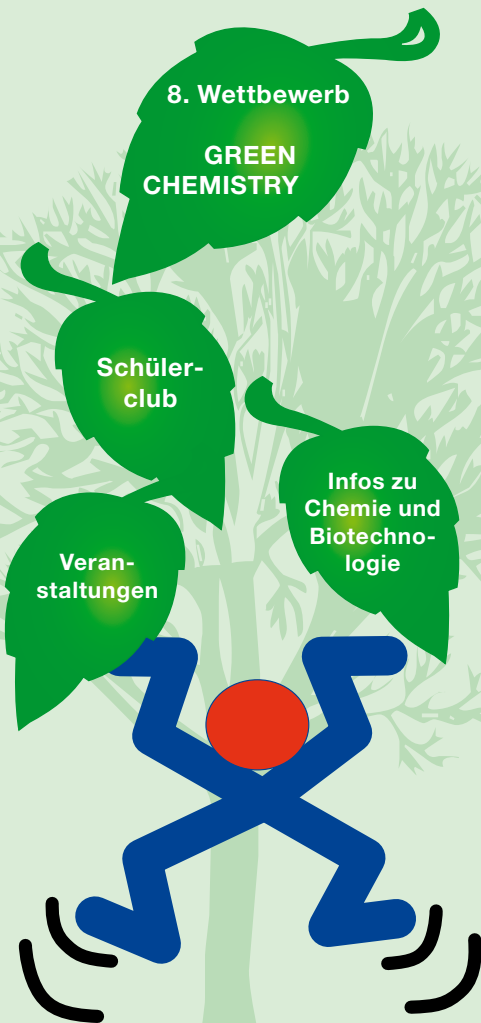 8. Wettbewerb
GREEN
CHEMISTRY
Schüler-
club
Infos zu
Chemie und
Biotechno-
logie
Veran-
staltungen